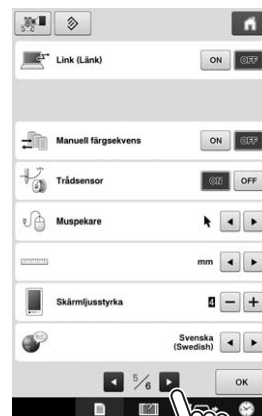 Link (Länk) ON OFF
Manuell färgsekvens ON OFF
Trådsensor ON OFF
Muspekare
mm
Skärmljusstyrka 4
Svenska
(Swedish)
5/6 OK